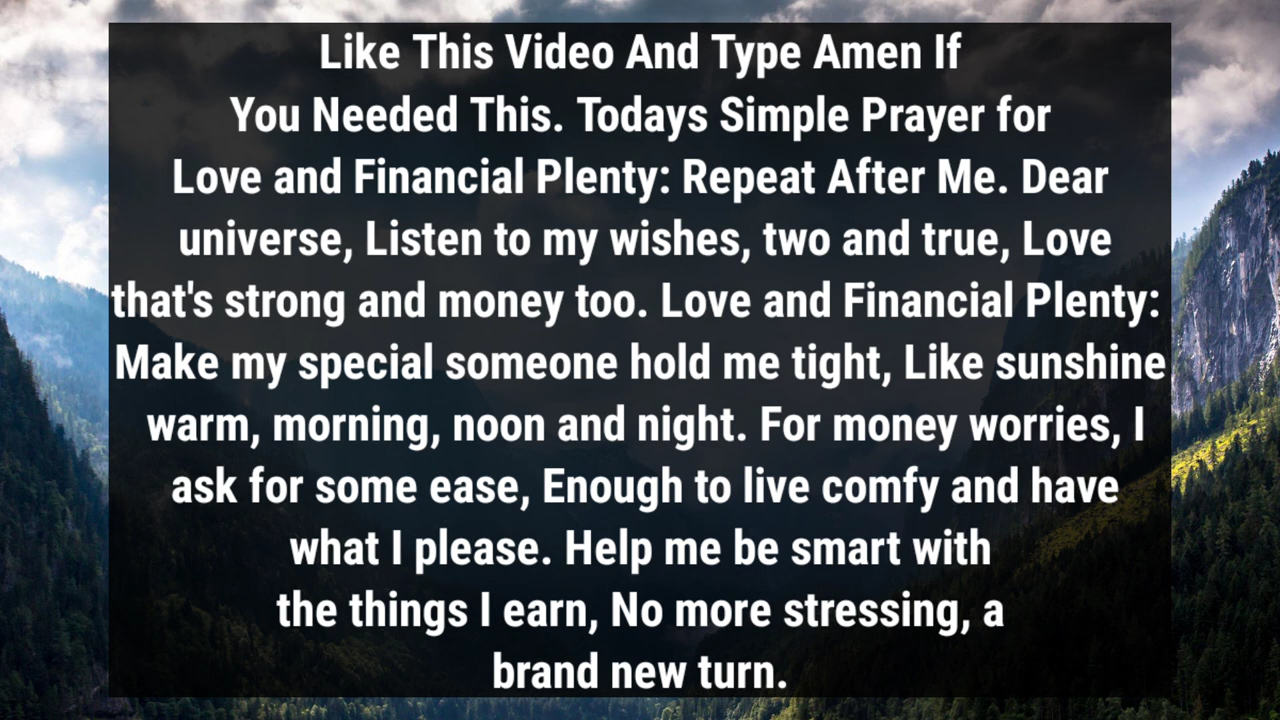 Like This Video And Type Amen If
You Needed This. Todays Simple Prayer for
Love and Financial Plenty: Repeat After Me. Dear
universe, Listen to my wishes, two and true, Love
that's strong and money too. Love and Financial Plenty:
Make my special someone hold me tight, Like sunshine
warm, morning, noon and night. For money worries, I
ask for some ease, Enough to live comfy and have
what I please. Help me be smart with
the things I earn, No more stressing, a
brand new turn.